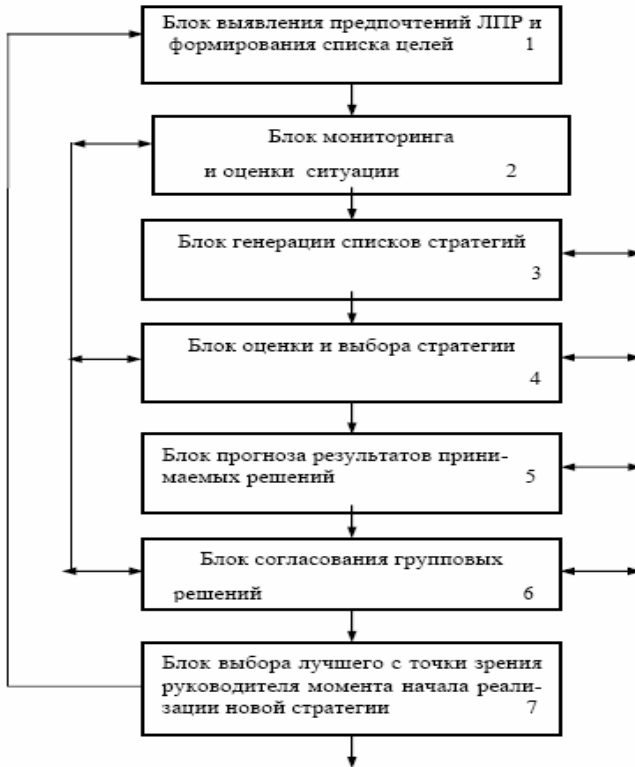 Блок выявления предпочтений ЛПР и
формирования списка целей 1
Блок мониторинга
и оценки ситуации 2
Блок генерации списков стратегий
3
Блок оценки и выбора стратегии
4
Блок прогноза результатов прини-
маемых решений 5
Блок согласования групповых
решений 6
Блок выбора лучшего с точки зрения
руководителя момента начала реали-
зации новой стратегии 7